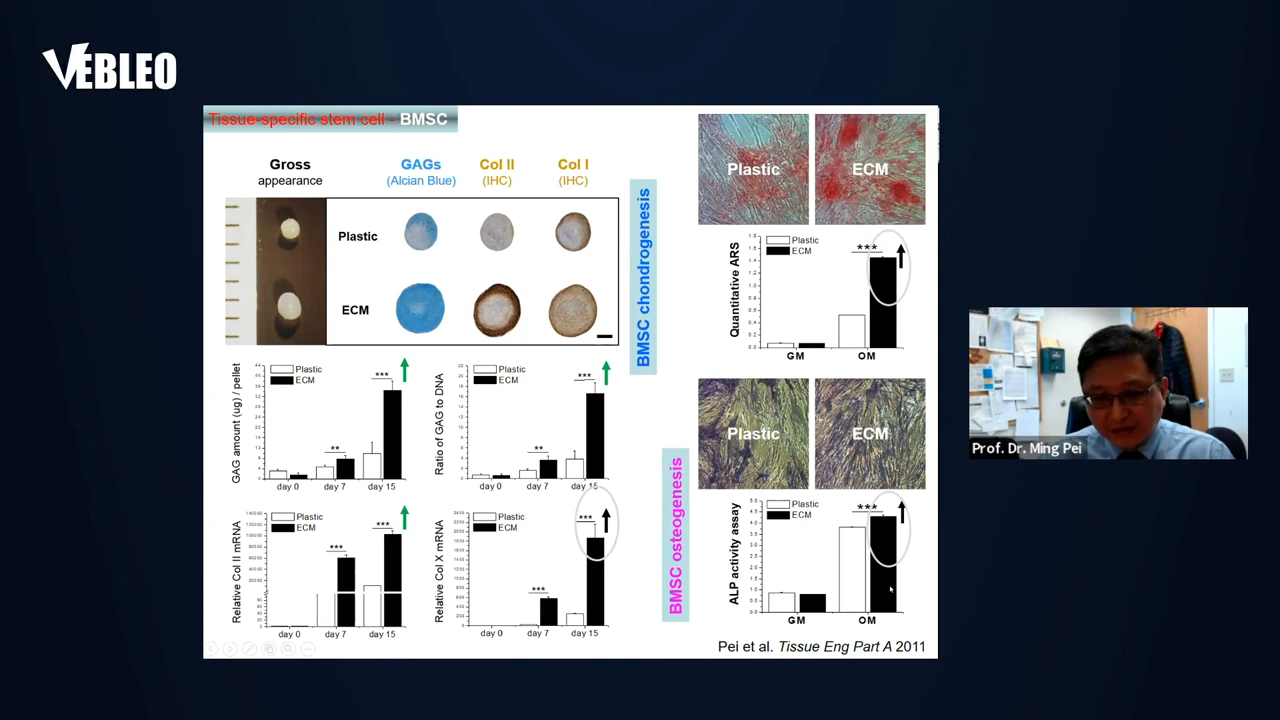 VEBLEO
Tissue-specific stem cell - BMSC
Gross
appearance
GAGs
(Alcian Blue)
Col II
(IHC)
Col I
(IHC)
Plastic
ECM
BMSC chondrogenesis
GAG amount (ug) / pellet
Plastic
ECM
**
***
day 0
day 7
day 15
Ratio of GAG to DNA
Plastic
ECM
**
***
day 0
day 7
day 15
Relative Col II mRNA
Plastic
ECM
***
***
day 0
day 7
day 15
Relative Col X mRNA
Plastic
ECM
***
***
day 0
day 7
day 15
Plastic
ECM
Quantitative ARS
Plastic
ECM
***
GM
OM
BMSC osteogenesis
Plastic
ECM
ALP activity assay
Plastic
ECM
***
GM
OM
Pei et al. Tissue Eng Part A 2011
Prof. Dr. Ming Pei